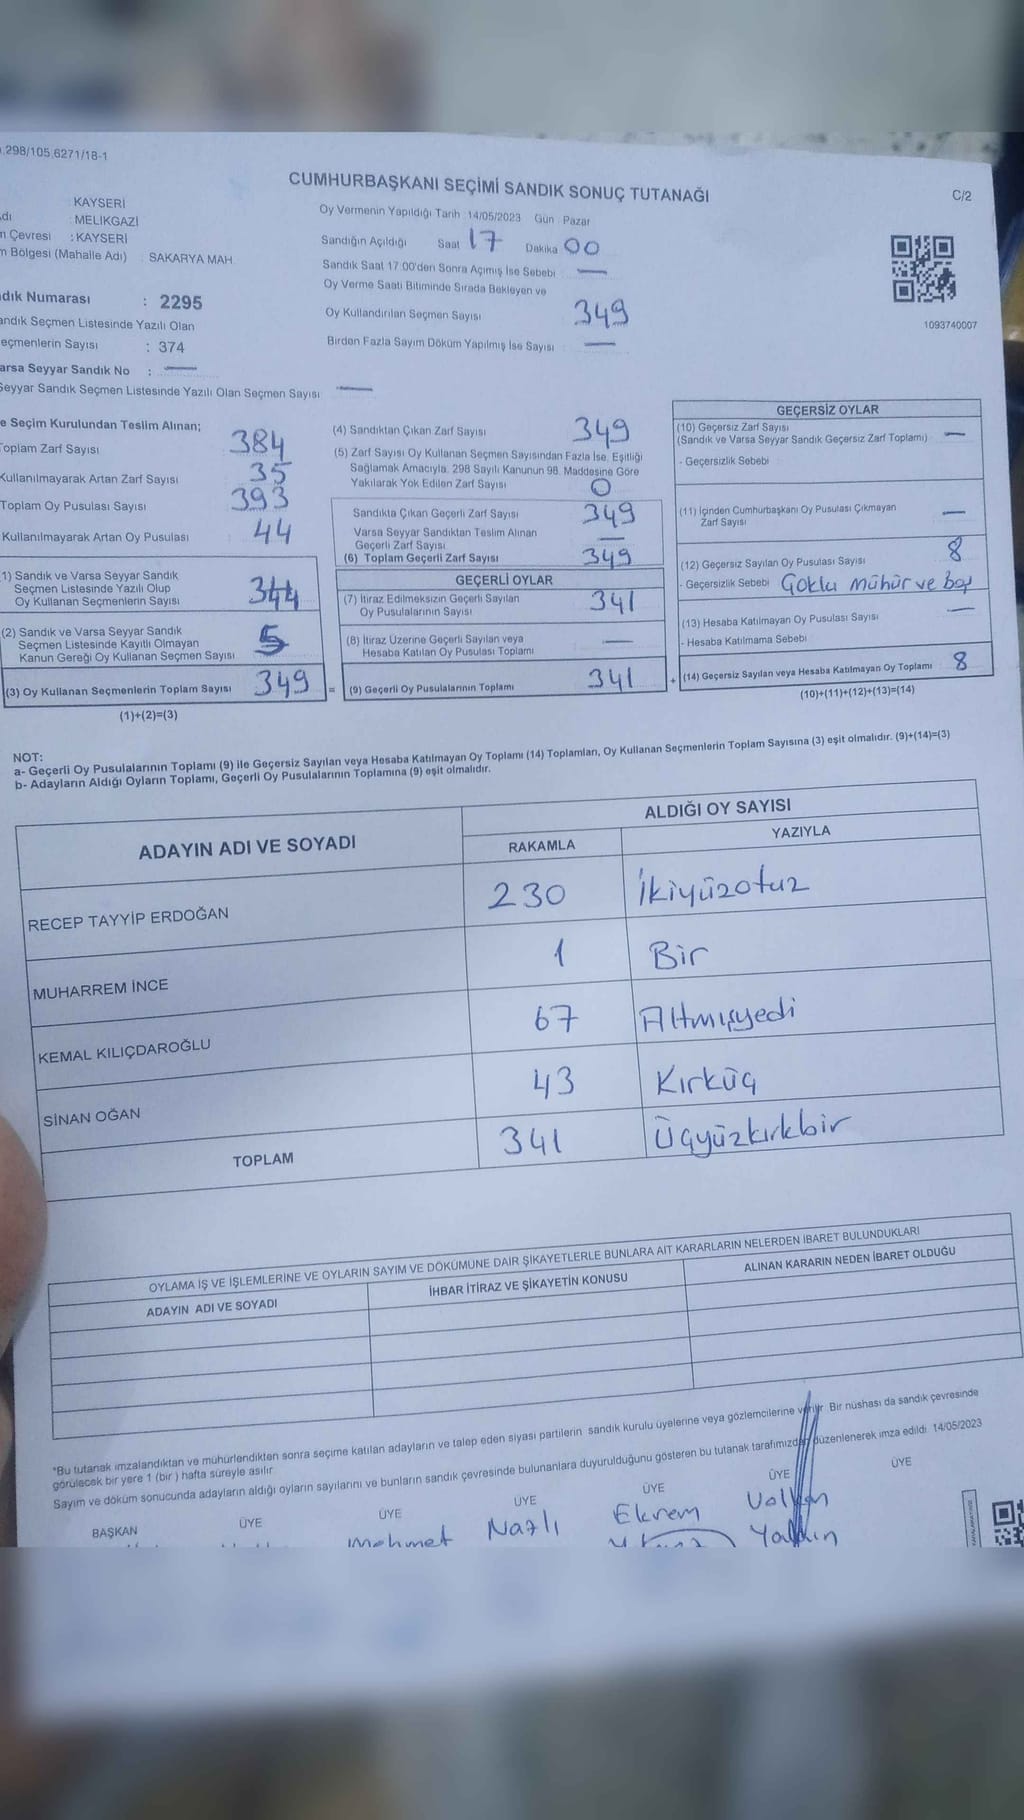 .298/105.6271/18-1
CUMHURBAŞKANI SEÇİMİ SANDIK SONUÇ TUTANAĞI
C/2
KAYSERİ
MELİKGAZİ
Çevresi : KAYSERİ
Bölgesi (Mahalle Adı) : SAKARYA MAH.
Numarası : 2295
Seçmen Listesinde Yazılı Olan
Sayısı : 374
Seyyar Sandık No : —
Seyyar Sandık Seçmen Listesinde Yazılı Olan Seçmen Sayısı —
Oy Vermenin Yapıldığı Tarih :14/05/2023 Gün : Pazar
Sandığın Açıldığı Saat 17 Dakika 00
Sandık Saat 17:00'den Sonra Açımış İse Sebebi —
Oy Verme Saati Bitiminde Sırada Bekleyen ve
Oy Kullandırılan Seçmen Sayısı 349
Birden Fazla Sayım Döküm Yapılmış İse Sayısı —
1093740007
Seçim Kurulundan Teslim Alınan;
Toplam Zarf Sayısı 384
Kullanılmayarak Artan Zarf Sayısı 35
Toplam Oy Pusulası Sayısı 393
Kullanılmayarak Artan Oy Pusulası 44
1) Sandık ve Varsa Seyyar Sandık
Seçmen Listesinde Yazılı Olup
Oy Kullanan Seçmenlerin Sayısı 344
(2) Sandık ve Varsa Seyyar Sandık
Seçmen Listesinde Kayıtlı Olmayan
Kanun Gereği Oy Kullanan Seçmen Sayısı 5
(3) Oy Kullanan Seçmenlerin Toplam Sayısı 349 =
(1)+(2)=(3)
(4) Sandıktan Çıkan Zarf Sayısı 349
(5) Zarf Sayısı Oy Kullanan Seçmen Sayısından Fazla İse, Eşitliği
Sağlamak Amacıyla, 298 Sayılı Kanunun 98. Maddesine Göre
Yakılarak Yok Edilen Zarf Sayısı 0
Sandıkta Çıkan Geçerli Zarf Sayısı 349
Varsa Seyyar Sandıktan Teslim Alınan
Geçerli Zarf Sayısı —
(6) Toplam Geçerli Zarf Sayısı 349
GEÇERLİ OYLAR
(7) İtiraz Edilmeksizin Geçerli Sayılan
Oy Pusulalarının Sayısı 341
(8) İtiraz Üzerine Geçerli Sayılan veya
Hesaba Katılan Oy Pusulası Toplamı —
(9) Geçerli Oy Pusulalarının Toplamı 341 +
GEÇERSİZ OYLAR
(10) Geçersiz Zarf Sayısı
(Sandık ve Varsa Seyyar Sandık Geçersiz Zarf Toplamı) —
- Geçersizlik Sebebi
(11) İçinden Cumhurbaşkanı Oy Pusulası Çıkmayan
Zarf Sayısı —
(12) Geçersiz Sayılan Oy Pusulası Sayısı 8
- Geçersizlik Sebebi Çoklu mühür ve boş
(13) Hesaba Katılmayan Oy Pusulası Sayısı —
- Hesaba Katılmama Sebebi
(14) Geçersiz Sayılan veya Hesaba Katılmayan Oy Toplamı 8
(10)+(11)+(12)+(13)=(14)
NOT:
a- Geçerli Oy Pusulalarının Toplamı (9) ile Geçersiz Sayılan veya Hesaba Katılmayan Oy Toplamı (14) Toplamları, Oy Kullanan Seçmenlerin Toplam Sayısına (3) eşit olmalıdır. (9)+(14)=(3)
b- Adayların Aldığı Oyların Toplamı, Geçerli Oy Pusulalarının Toplamına (9) eşit olmalıdır.
ADAYIN ADI VE SOYADI
ALDIĞI OY SAYISI
RAKAMLA YAZIYLA
RECEP TAYYİP ERDOĞAN 230 İkiyüzotuz
MUHARREM İNCE 1 Bir
KEMAL KILIÇDAROĞLU 67 Altmışyedi
SİNAN OĞAN 43 Kırküç
TOPLAM 341 Üçyüzkırkbir
OYLAMA İŞ VE İŞLEMLERİNE VE OYLARIN SAYIM VE DÖKÜMÜNE DAİR ŞİKAYETLERLE BUNLARA AİT KARARLARIN NELERDEN İBARET BULUNDUKLARI
ADAYIN ADI VE SOYADI İHBAR İTİRAZ VE ŞİKAYETİN KONUSU ALINAN KARARIN NEDEN İBARET OLDUĞU
*Bu tutanak imzalandıktan ve mühürlendikten sonra seçime katılan adayların ve talep eden siyasi partilerin sandık kurulu üyelerine veya gözlemcilerine verilir. Bir nüshası da sandık çevresinde
görülecek bir yere 1 (bir ) hafta süreyle asılır.
Sayım ve döküm sonucunda adayların aldığı oyların sayılarını ve bunların sandık çevresinde bulunanlara duyurulduğunu gösteren bu tutanak tarafımızdan düzenlenerek imza edildi. 14/05/2023
BAŞKAN ÜYE ÜYE ÜYE ÜYE ÜYE ÜYE
Mehmet Nazlı Ekrem Volkan
Yalçın